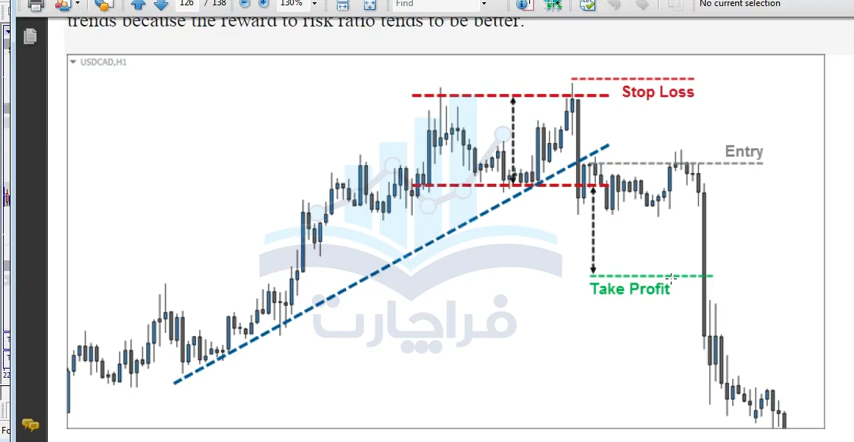 126 / 138
130%
Find
No current selection
trends because the reward to risk ratio tends to be better.
USDCAD,H1
Stop Loss
Entry
Take Profit
فراچارت